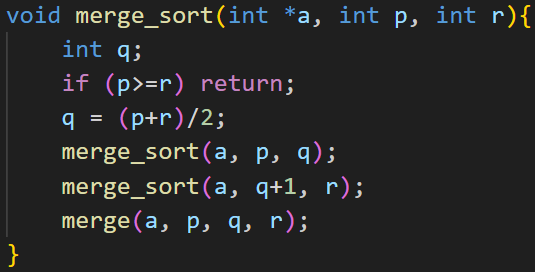 void merge_sort(int *a, int p, int r){
    int q;
    if (p>=r) return;
    q = (p+r)/2;
    merge_sort(a, p, q);
    merge_sort(a, q+1, r);
    merge(a, p, q, r);
}